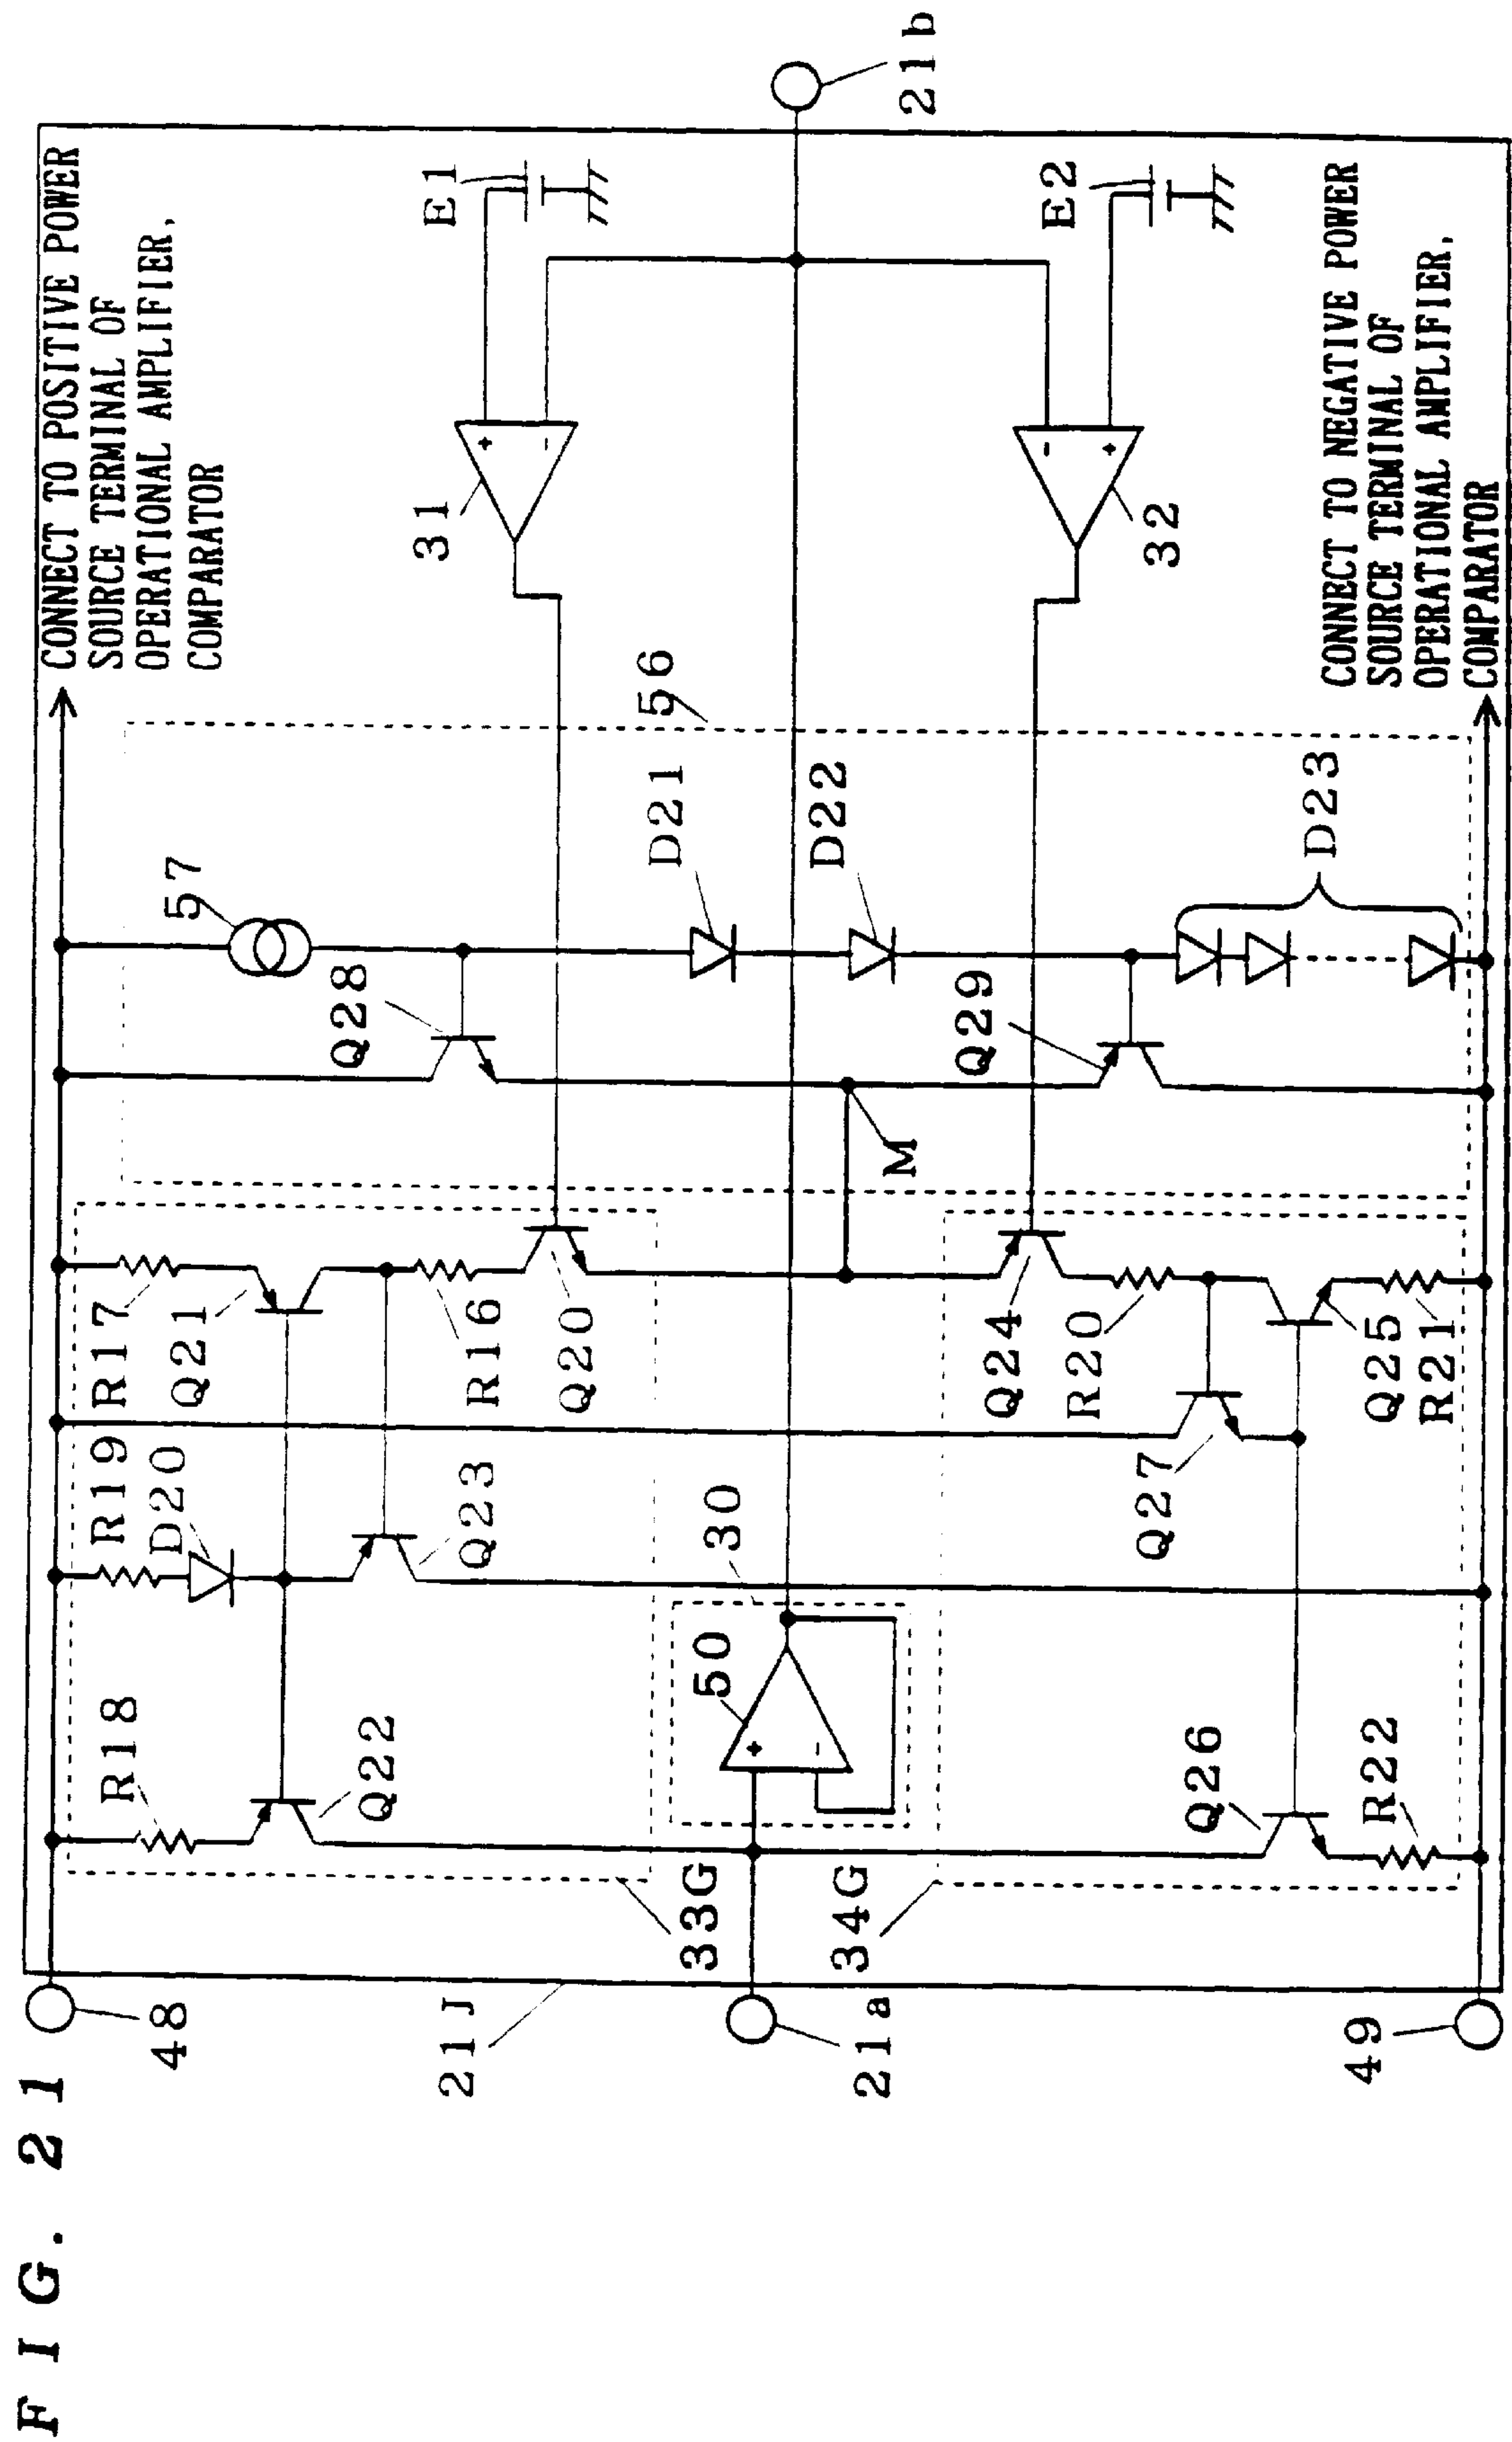 FIG. 21
48
21J
21a
49
33G
34G
R18
Q22
50
30
Q26
R22
R19
D20
Q23
Q27
R17
Q21
R16
Q20
M
Q24
R20
Q25
R21
57
Q28
Q29
D21
D22
D23
56
CONNECT TO POSITIVE POWER
SOURCE TERMINAL OF
OPERATIONAL AMPLIFIER,
COMPARATOR
CONNECT TO NEGATIVE POWER
SOURCE TERMINAL OF
OPERATIONAL AMPLIFIER,
COMPARATOR
31
32
+
-
-
+
+
-
E1
E2
21b